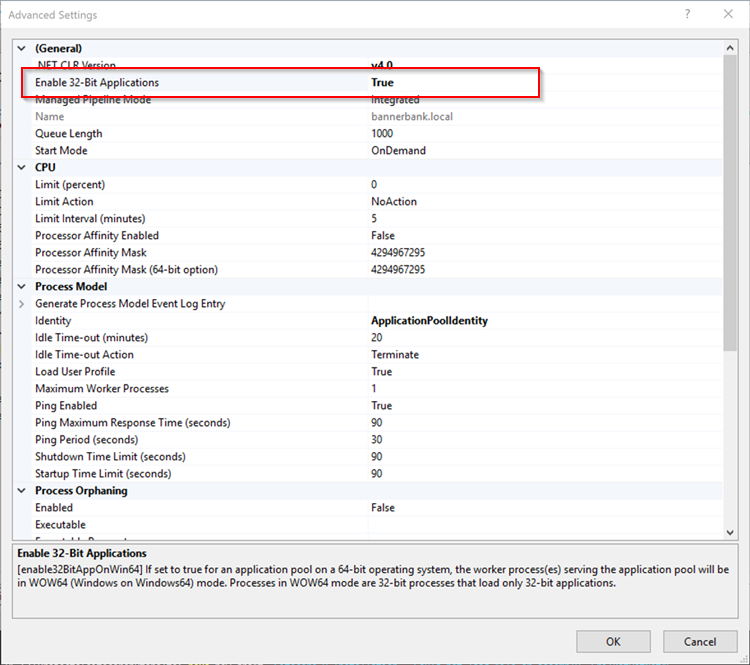 Advanced Settings
?
(General)
.NET CLR Version v4.0
Enable 32-Bit Applications True
Managed Pipeline Mode Integrated
Name bannerbank.local
Queue Length 1000
Start Mode OnDemand
CPU
Limit (percent) 0
Limit Action NoAction
Limit Interval (minutes) 5
Processor Affinity Enabled False
Processor Affinity Mask 4294967295
Processor Affinity Mask (64-bit option) 4294967295
Process Model
Generate Process Model Event Log Entry
Identity ApplicationPoolIdentity
Idle Time-out (minutes) 20
Idle Time-out Action Terminate
Load User Profile True
Maximum Worker Processes 1
Ping Enabled True
Ping Maximum Response Time (seconds) 90
Ping Period (seconds) 30
Shutdown Time Limit (seconds) 90
Startup Time Limit (seconds) 90
Process Orphaning
Enabled False
Executable
Enable 32-Bit Applications
[enable32BitAppOnWin64] If set to true for an application pool on a 64-bit operating system, the worker process(es) serving the application pool will be
in WOW64 (Windows on Windows64) mode. Processes in WOW64 mode are 32-bit processes that load only 32-bit applications.
OK Cancel